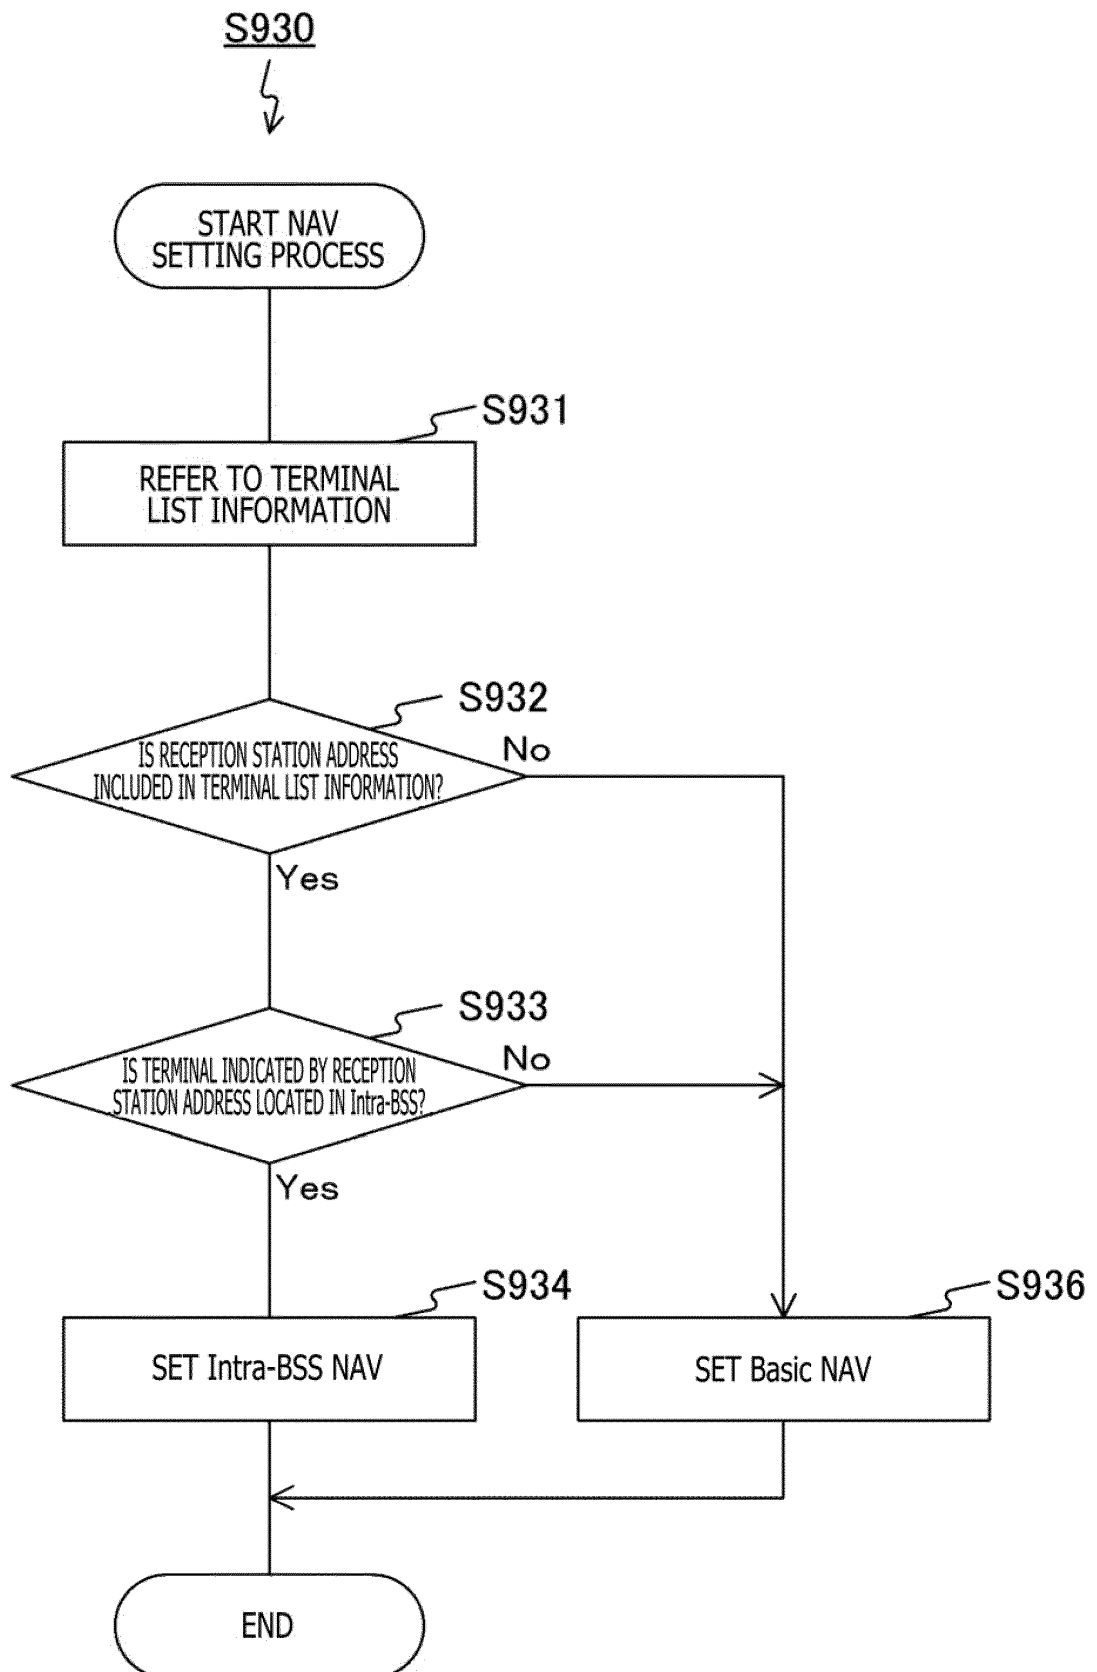 S930
START NAV
SETTING PROCESS
S931
REFER TO TERMINAL
LIST INFORMATION
S932
IS RECEPTION STATION ADDRESS
INCLUDED IN TERMINAL LIST INFORMATION?
No
Yes
S933
IS TERMINAL INDICATED BY RECEPTION
STATION ADDRESS LOCATED IN Intra-BSS?
No
Yes
S934
SET Intra-BSS NAV
S936
SET Basic NAV
END